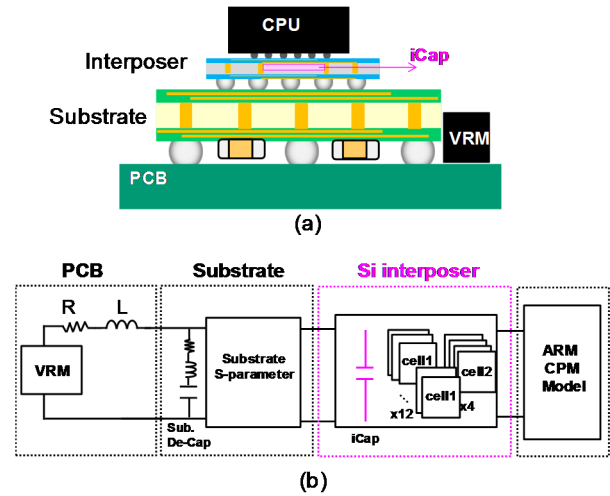 CPU
Interposer
iCap
Substrate
VRM
PCB
(a)
PCB
Substrate
Si interposer
R
L
VRM
Substrate
S-parameter
Sub.
De-Cap
iCap
cell1
cell2
cell1
x12
x4
ARM
CPM
Model
(b)